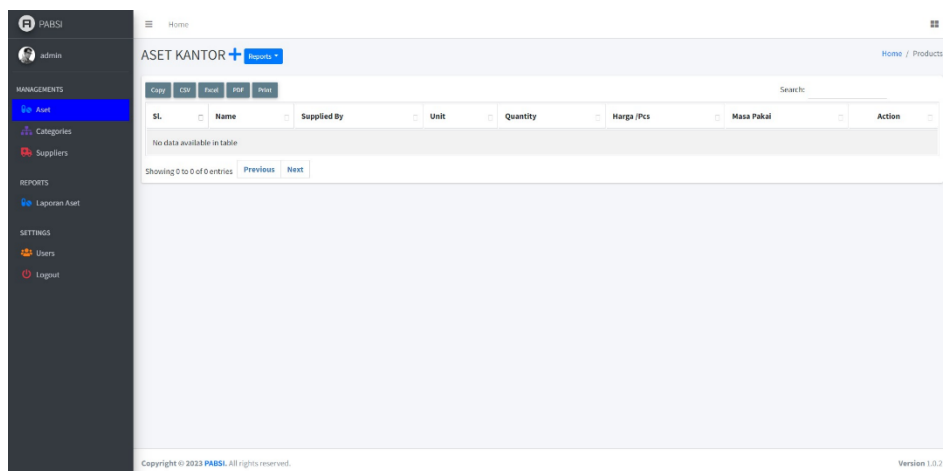 PABSI
Home
admin
ASET KANTOR + Reports
Home / Products
MANAGEMENTS
Aset
Categories
Suppliers
REPORTS
Laporan Aset
SETTINGS
Users
Logout
Copy CSV Excel PDF Print
Search:
Sl. Name Supplied By Unit Quantity Harga /Pcs Masa Pakai Action
No data available in table
Showing 0 to 0 of 0 entries Previous Next
Copyright © 2023 PABSI. All rights reserved.
Version 1.0.2